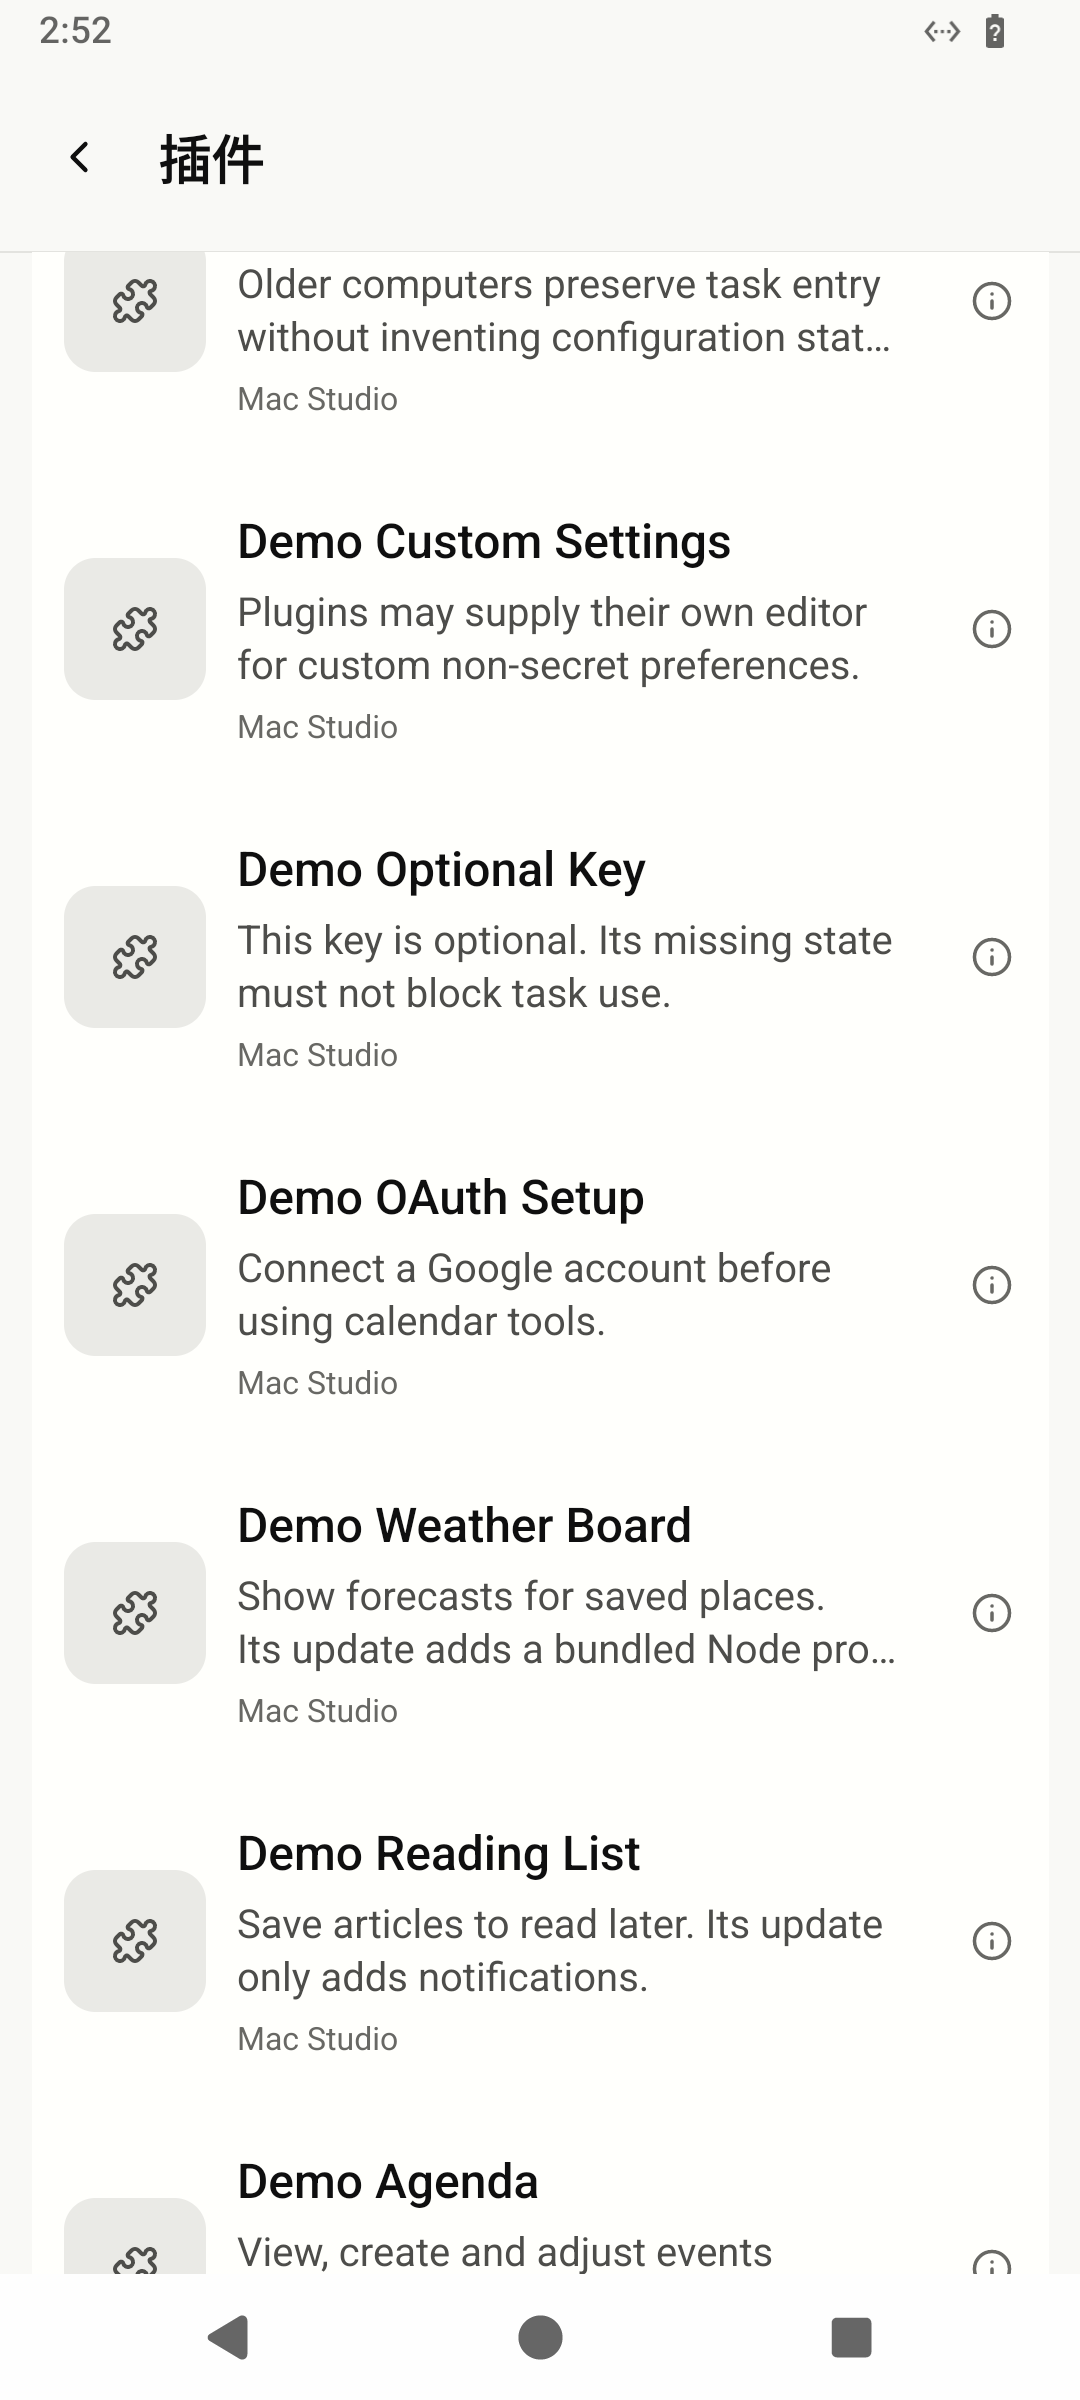 2:52
插件
Older computers preserve task entry
without inventing configuration stat…
Mac Studio
Demo Custom Settings
Plugins may supply their own editor
for custom non-secret preferences.
Mac Studio
Demo Optional Key
This key is optional. Its missing state
must not block task use.
Mac Studio
Demo OAuth Setup
Connect a Google account before
using calendar tools.
Mac Studio
Demo Weather Board
Show forecasts for saved places.
Its update adds a bundled Node pro…
Mac Studio
Demo Reading List
Save articles to read later. Its update
only adds notifications.
Mac Studio
Demo Agenda
View, create and adjust events